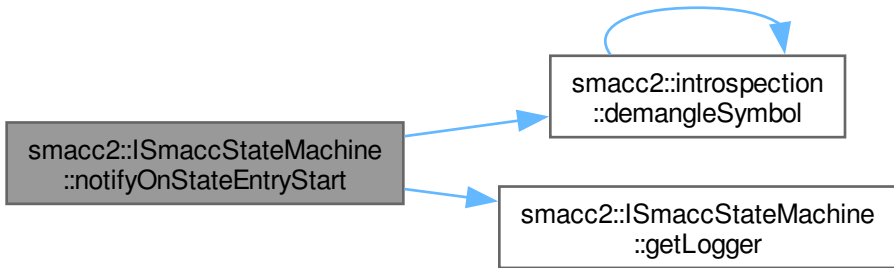 smacc2::introspection
::demangleSymbol
smacc2::ISmaccStateMachine
::notifyOnStateEntryStart
smacc2::ISmaccStateMachine
::getLogger